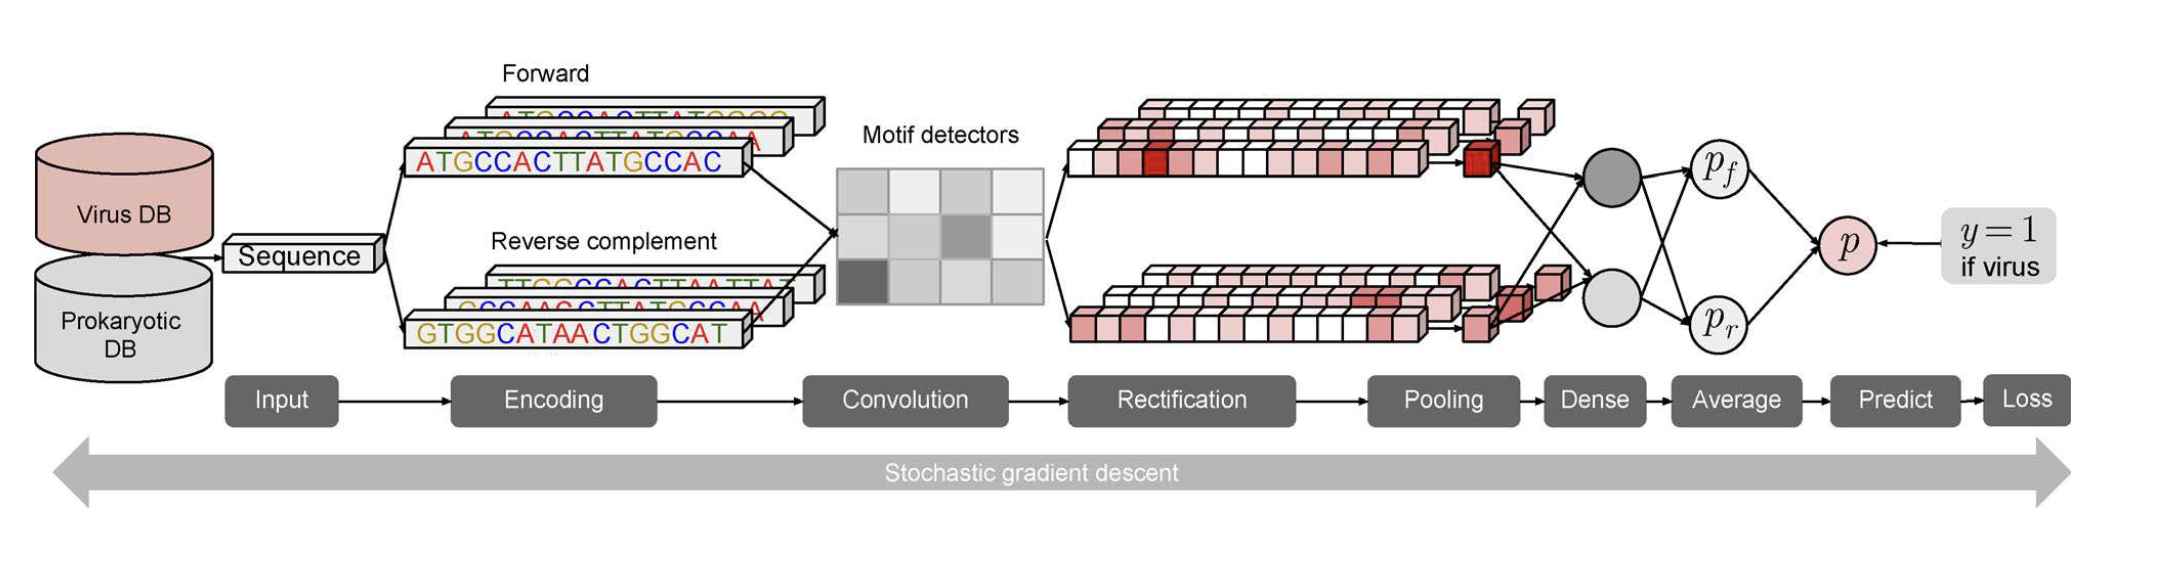 Forward
ATGCCACTTATGCCAC
Motif detectors
Virus DB
Sequence
Reverse complement
GTGGCATAACTGGCAT
Prokaryotic
DB
p_f
p_r
p
y = 1
if virus
Input
Encoding
Convolution
Rectification
Pooling
Dense
Average
Predict
Loss
Stochastic gradient descent